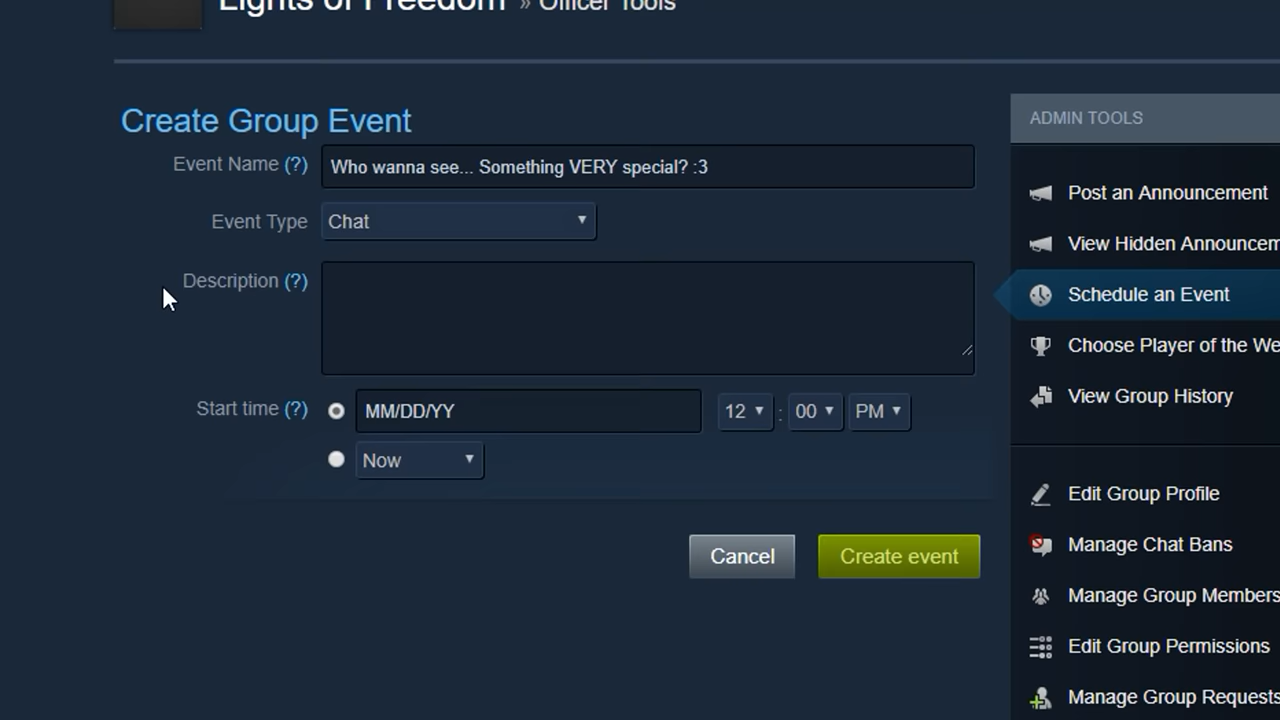 Lights of Freedom » Officer Tools
Create Group Event
ADMIN TOOLS
Event Name (?) Who wanna see... Something VERY special? :3
Event Type Chat
Description (?)
Start time (?) MM/DD/YY 12 : 00 PM
Now
Cancel Create event
Post an Announcement
View Hidden Announcem
Schedule an Event
Choose Player of the We
View Group History
Edit Group Profile
Manage Chat Bans
Manage Group Members
Edit Group Permissions
Manage Group Requests